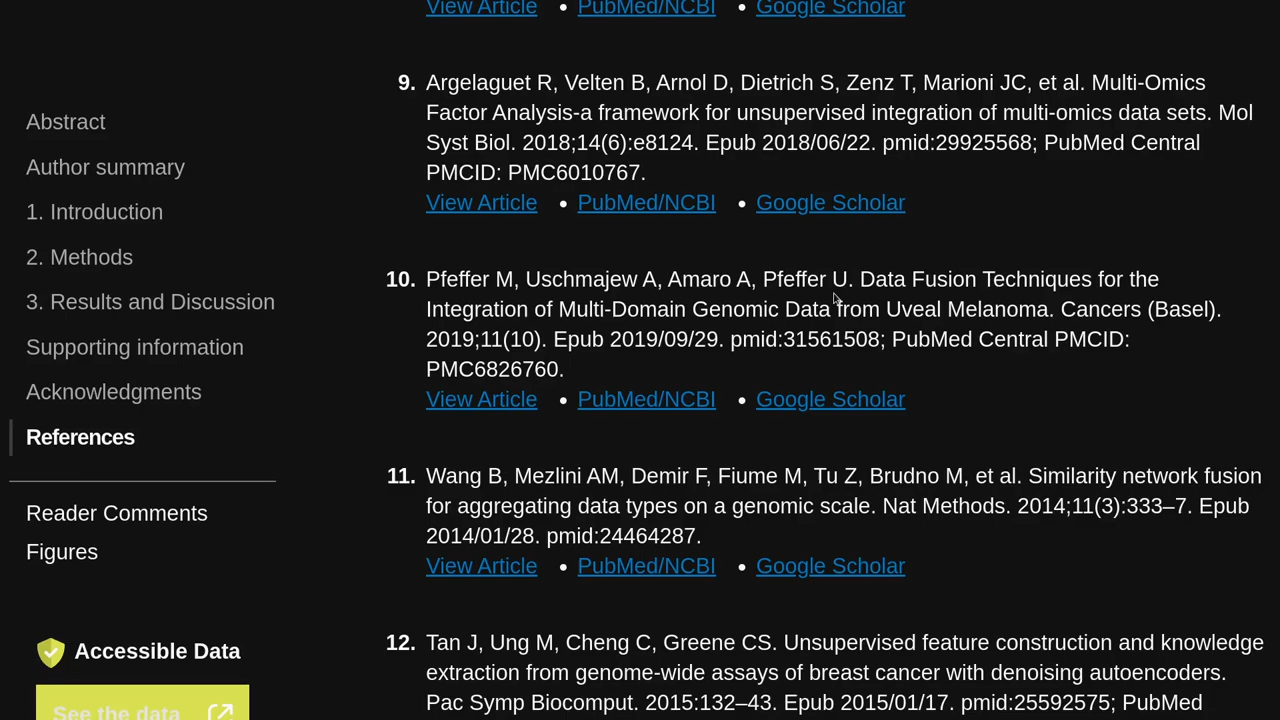 View Article • PubMed/NCBI • Google Scholar
9. Argelaguet R, Velten B, Arnol D, Dietrich S, Zenz T, Marioni JC, et al. Multi-Omics
Factor Analysis-a framework for unsupervised integration of multi-omics data sets. Mol
Syst Biol. 2018;14(6):e8124. Epub 2018/06/22. pmid:29925568; PubMed Central
PMCID: PMC6010767.
View Article • PubMed/NCBI • Google Scholar
10. Pfeffer M, Uschmajew A, Amaro A, Pfeffer U. Data Fusion Techniques for the
Integration of Multi-Domain Genomic Data from Uveal Melanoma. Cancers (Basel).
2019;11(10). Epub 2019/09/29. pmid:31561508; PubMed Central PMCID:
PMC6826760.
View Article • PubMed/NCBI • Google Scholar
11. Wang B, Mezlini AM, Demir F, Fiume M, Tu Z, Brudno M, et al. Similarity network fusion
for aggregating data types on a genomic scale. Nat Methods. 2014;11(3):333–7. Epub
2014/01/28. pmid:24464287.
View Article • PubMed/NCBI • Google Scholar
12. Tan J, Ung M, Cheng C, Greene CS. Unsupervised feature construction and knowledge
extraction from genome-wide assays of breast cancer with denoising autoencoders.
Pac Symp Biocomput. 2015:132–43. Epub 2015/01/17. pmid:25592575; PubMed
Abstract
Author summary
1. Introduction
2. Methods
3. Results and Discussion
Supporting information
Acknowledgments
References
Reader Comments
Figures
Accessible Data
See the data